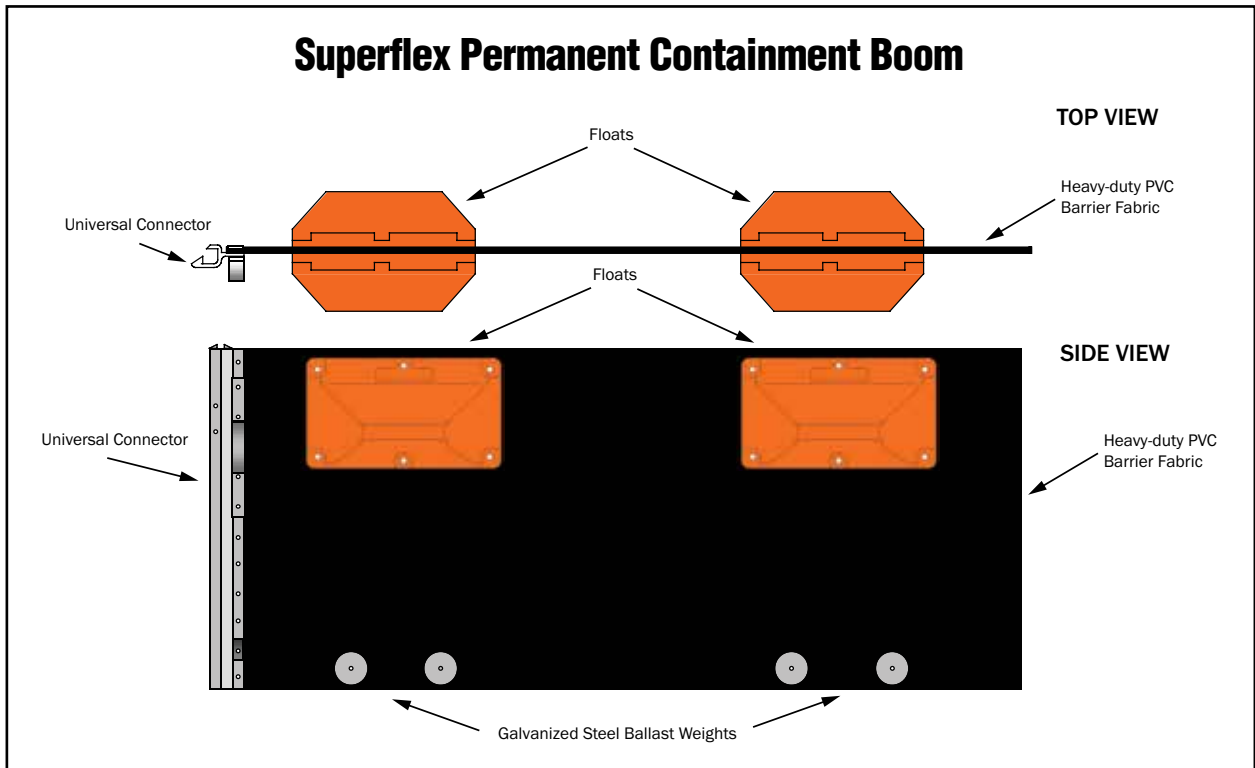 Superflex Permanent Containment Boom
TOP VIEW
Floats
Heavy-duty PVC
Barrier Fabric
Universal Connector
Floats
SIDE VIEW
Universal Connector
Heavy-duty PVC
Barrier Fabric
Galvanized Steel Ballast Weights